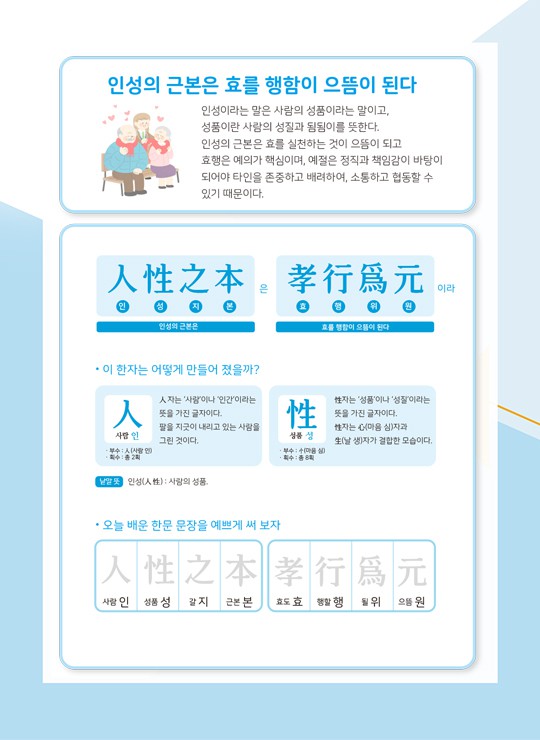 인성의 근본은 효를 행함이 으뜸이 된다
인성이라는 말은 사람의 성품이라는 말이고,
성품이란 사람의 성질과 됨됨이를 뜻한다.
인성의 근본은 효를 실천하는 것이 으뜸이 되고
효행은 예의가 핵심이며, 예절은 정직과 책임감이 바탕이
되어야 타인을 존중하고 배려하여, 소통하고 협동할 수
있기 때문이다.
人性之本 은 孝行爲元 이라
인 성 지 본 효 행 위 원
인성의 근본은 효를 행함이 으뜸이 된다
• 이 한자는 어떻게 만들어 졌을까?
人
사람 인
· 부수 : 人(사람 인)
· 획수 : 총 2획
人자는 '사람'이나 '인간'이라는
뜻을 가진 글자이다.
팔을 지긋이 내리고 있는 사람을
그린 것이다.
性
성품 성
· 부수 : 忄(마음 심)
· 획수 : 총 8획
性자는 '성품'이나 '성질'이라는
뜻을 가진 글자이다.
性자는 心(마음 심)자과
生(날 생)자가 결합한 모습이다.
낱말 뜻 인성(人性) : 사람의 성품.
• 오늘 배운 한문 문장을 예쁘게 써 보자
人 性 之 本 孝 行 爲 元
사람 인 성품 성 갈 지 근본 본 효도 효 행할 행 될 위 으뜸 원